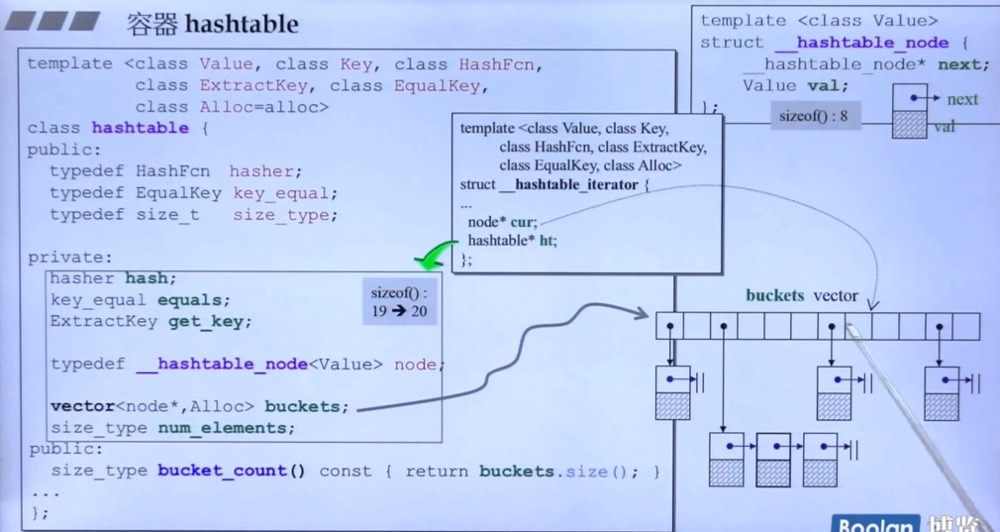 容器 hashtable
template <class Value, class Key, class HashFcn,
class ExtractKey, class EqualKey,
class Alloc=alloc>
class hashtable {
public:
typedef HashFcn hasher;
typedef EqualKey key_equal;
typedef size_t size_type;
private:
hasher hash;
key_equal equals;
ExtractKey get_key;
typedef __hashtable_node<Value> node;
vector<node*,Alloc> buckets;
size_type num_elements;
public:
size_type bucket_count() const { return buckets.size(); }
...
};
sizeof() :
19 ➔ 20
template <class Key, class Key,
class HashFcn, class ExtractKey,
class EqualKey, class Alloc>
struct __hashtable_iterator {
...
node* cur;
hashtable* ht;
};
template <class Value>
struct __hashtable_node {
__hashtable_node* next;
Value val;
};
sizeof() : 8
next
val
buckets vector
Boolan 博览